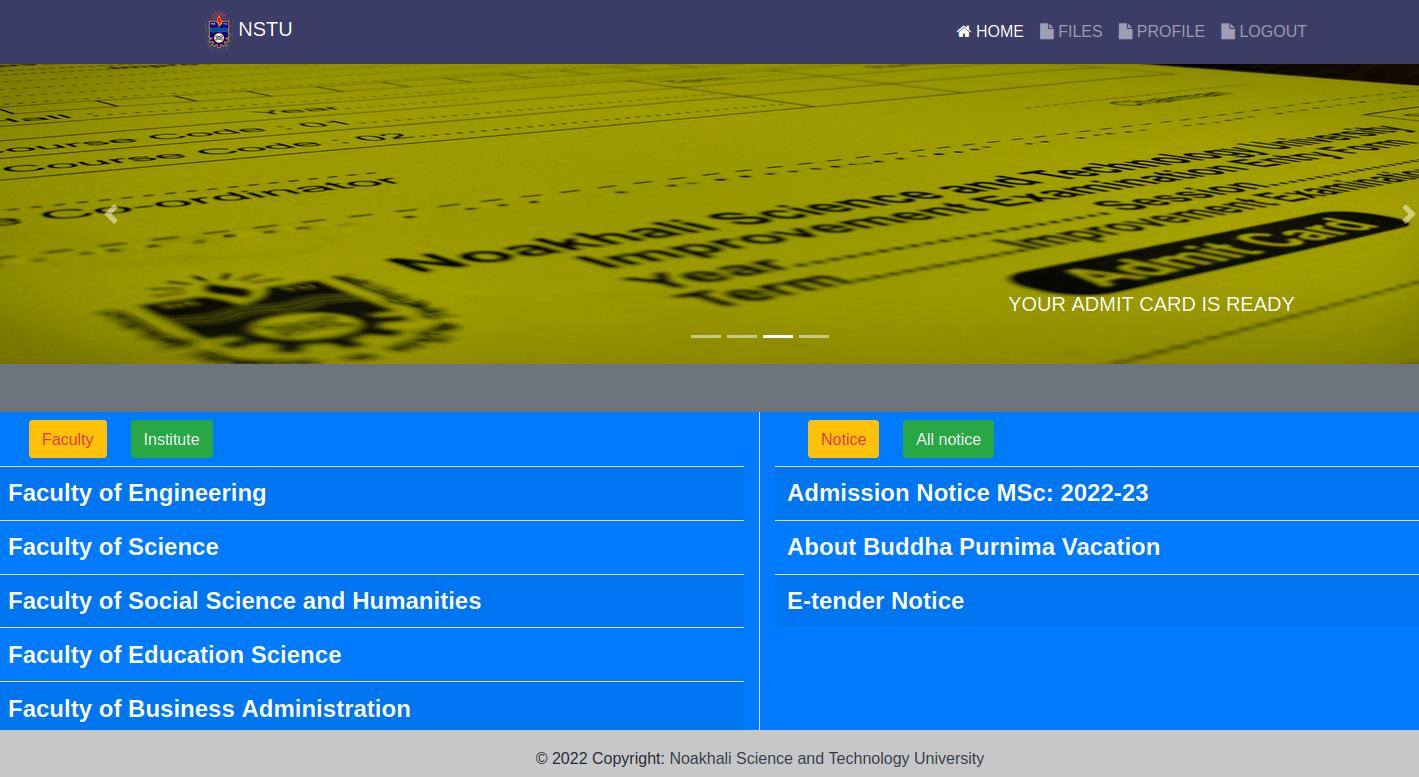 NSTU
HOME FILES PROFILE LOGOUT
Year
Course Code : 01
Course Code : 02
Co-ordinator
Courses
Noakhali Science and Technology University
Improvement Examination Entry Form
Year Session
Term Improvement Examination
Admit Card
YOUR ADMIT CARD IS READY
Faculty Institute
Faculty of Engineering
Faculty of Science
Faculty of Social Science and Humanities
Faculty of Education Science
Faculty of Business Administration
Notice All notice
Admission Notice MSc: 2022-23
About Buddha Purnima Vacation
E-tender Notice
© 2022 Copyright: Noakhali Science and Technology University